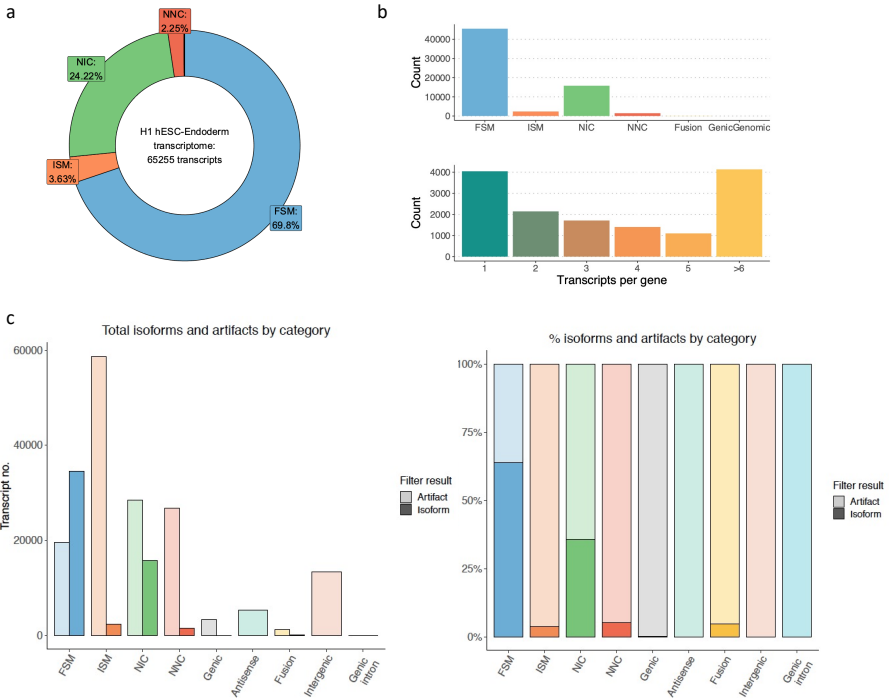 a
NNC:
2.25%
NIC:
24.22%
H1 hESC-Endoderm
transcriptome:
65255 transcripts
ISM:
3.63%
FSM:
69.8%
b
Count
40000
30000
20000
10000
0
FSM
ISM
NIC
NNC
Fusion
GenicGenomic
Count
4000
3000
2000
1000
0
1
2
3
4
5
>6
Transcripts per gene
c
Total isoforms and artifacts by category
Transcript no.
60000
40000
20000
0
FSM
ISM
NIC
NNC
Genic
Antisense
Fusion
Intergenic
Genic
intron
Filter result
Artifact
Isoform
% isoforms and artifacts by category
100%
75%
50%
25%
0%
FSM
ISM
NIC
NNC
Genic
Antisense
Fusion
Intergenic
Genic
intron
Filter result
Artifact
Isoform